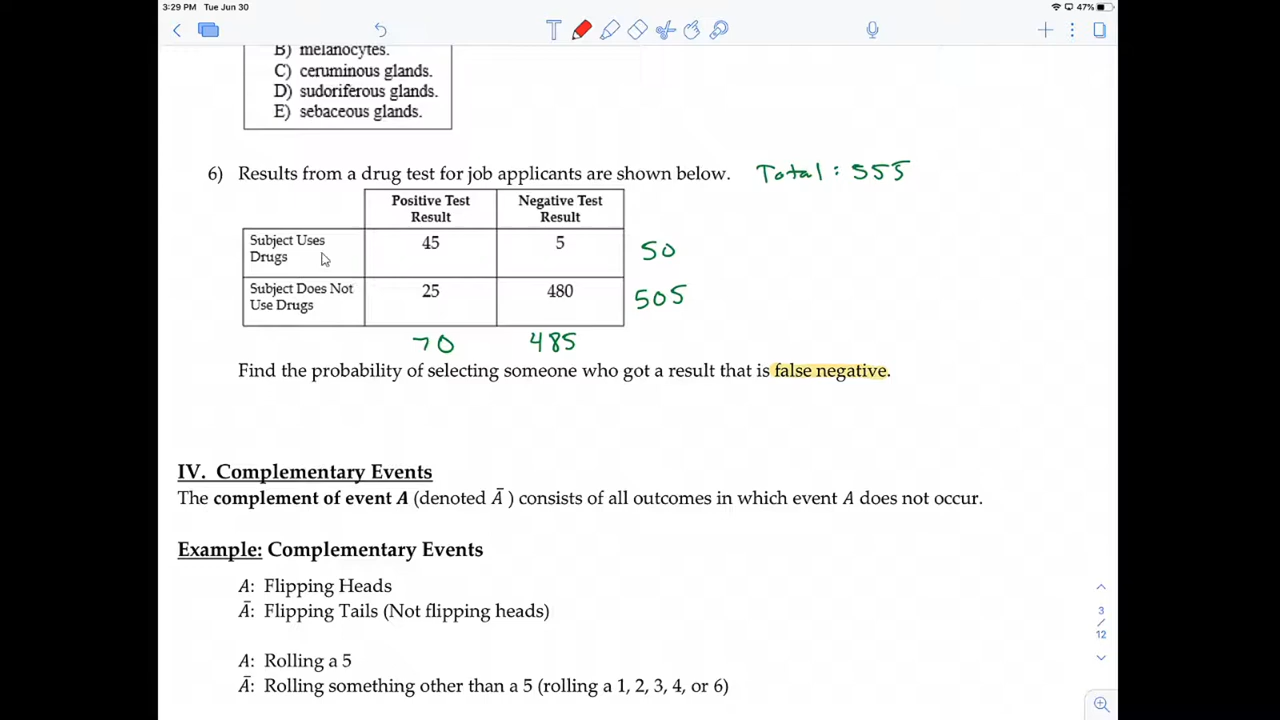 3:29 PM Tue Jun 30 47%
T
B) melanocytes.
C) ceruminous glands.
D) sudoriferous glands.
E) sebaceous glands.
6) Results from a drug test for job applicants are shown below. Total: 555
Positive Test Result Negative Test Result
Subject Uses Drugs 45 5 50
Subject Does Not Use Drugs 25 480 505
70 485
Find the probability of selecting someone who got a result that is false negative.
IV. Complementary Events
The complement of event A (denoted Ā ) consists of all outcomes in which event A does not occur.
Example: Complementary Events
A: Flipping Heads
Ā: Flipping Tails (Not flipping heads)
A: Rolling a 5
Ā: Rolling something other than a 5 (rolling a 1, 2, 3, 4, or 6)
3
/
12